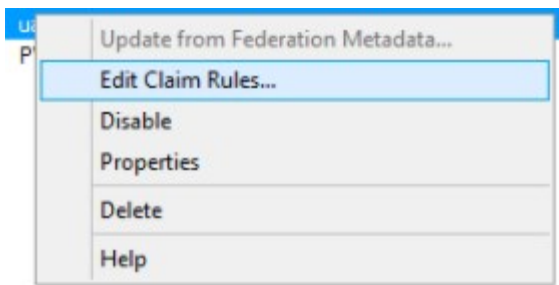 Update from Federation Metadata...
Edit Claim Rules...
Disable
Properties
Delete
Help